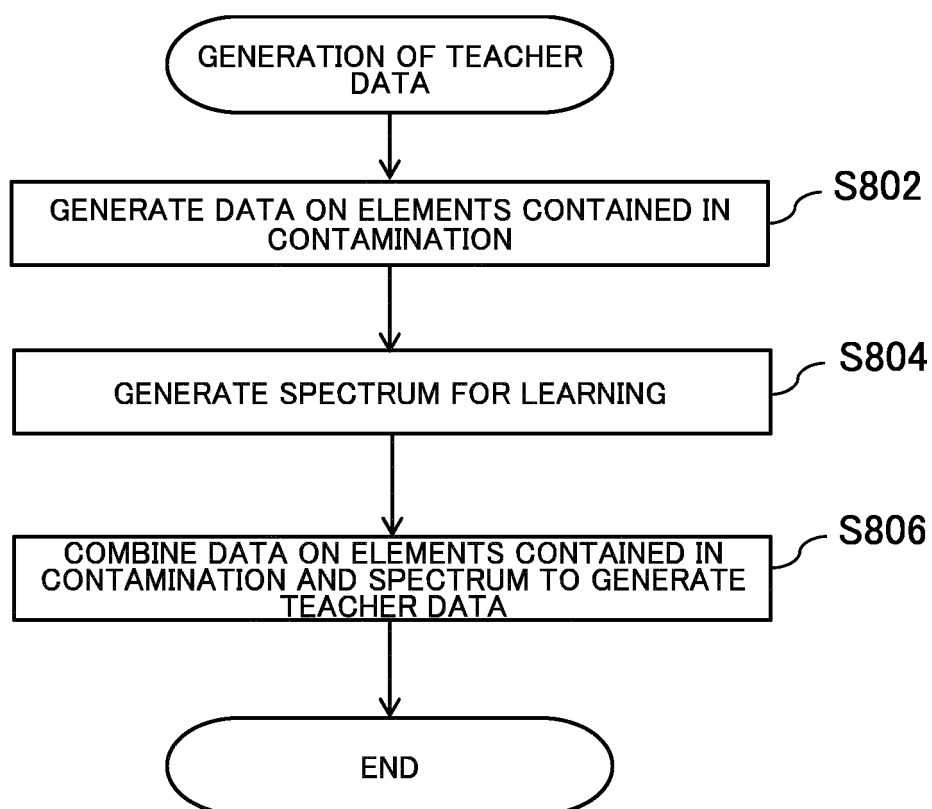 GENERATION OF TEACHER
DATA
GENERATE DATA ON ELEMENTS CONTAINED IN
CONTAMINATION
S802
GENERATE SPECTRUM FOR LEARNING
S804
COMBINE DATA ON ELEMENTS CONTAINED IN
CONTAMINATION AND SPECTRUM TO GENERATE
TEACHER DATA
S806
END